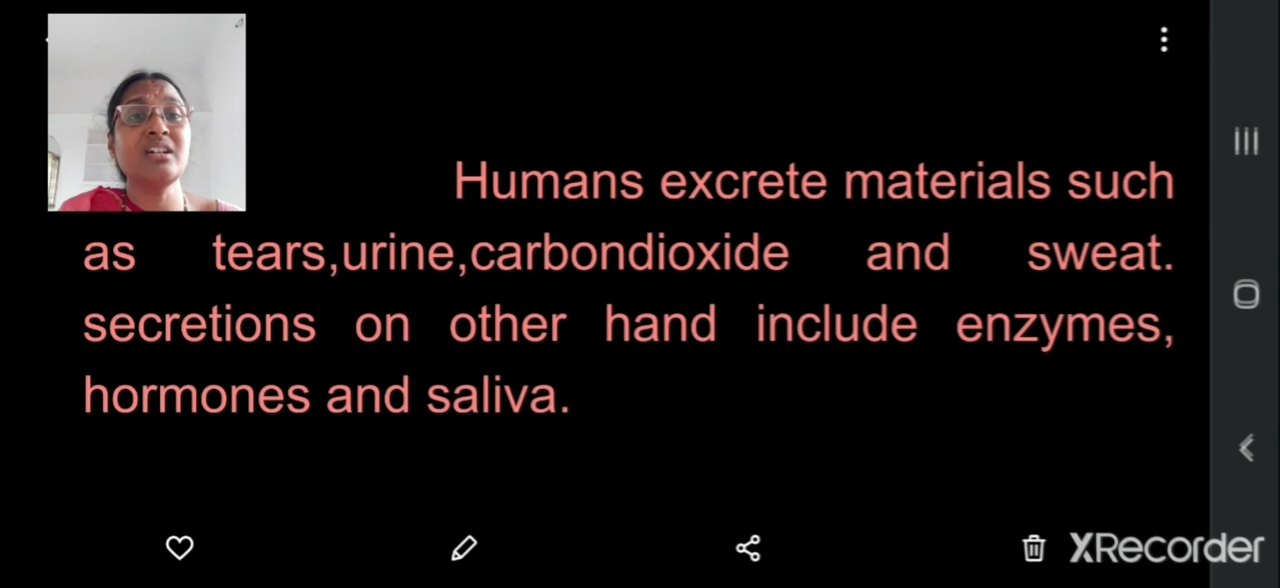 Humans excrete materials such
as tears,urine,carbondioxide and sweat.
secretions on other hand include enzymes,
hormones and saliva.
XRecorder